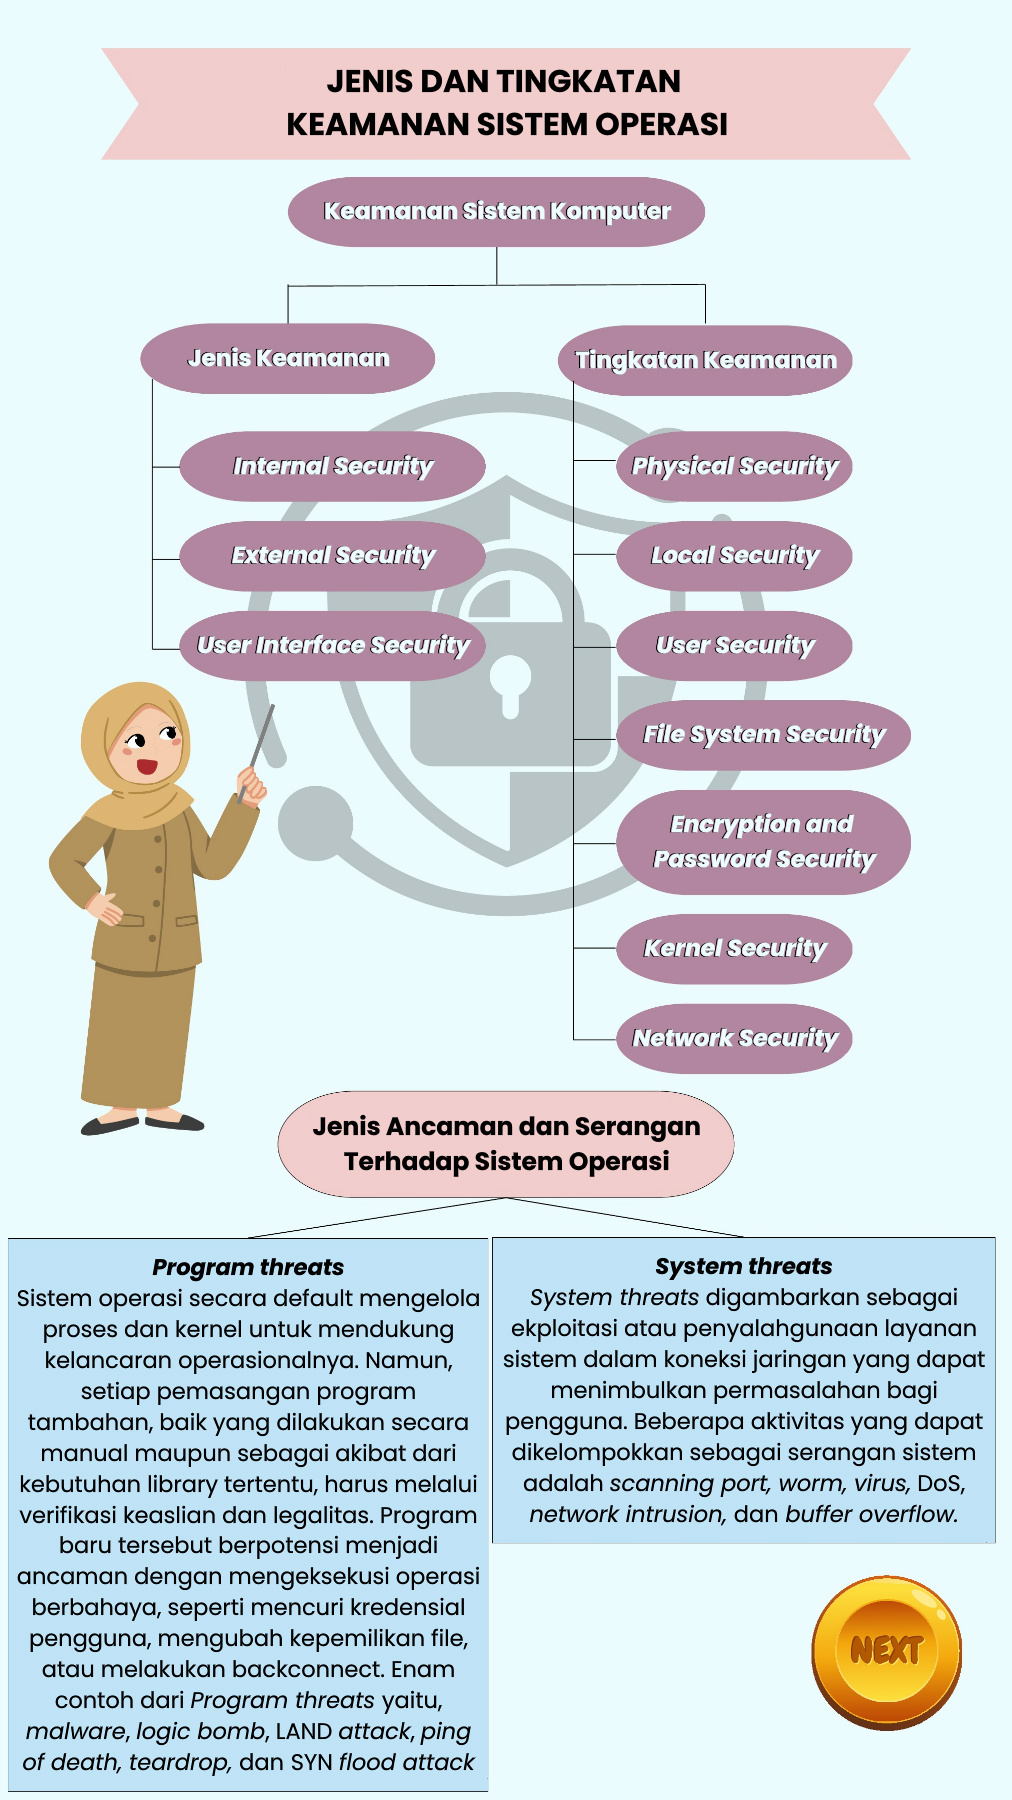 JENIS DAN TINGKATAN
KEAMANAN SISTEM OPERASI
Keamanan Sistem Komputer
Jenis Keamanan
Internal Security
External Security
User Interface Security
Tingkatan Keamanan
Physical Security
Local Security
User Security
File System Security
Encryption and
Password Security
Kernel Security
Network Security
Jenis Ancaman dan Serangan
Terhadap Sistem Operasi
Program threats
Sistem operasi secara default mengelola
proses dan kernel untuk mendukung
kelancaran operasionalnya. Namun,
setiap pemasangan program
tambahan, baik yang dilakukan secara
manual maupun sebagai akibat dari
kebutuhan library tertentu, harus melalui
verifikasi keaslian dan legalitas. Program
baru tersebut berpotensi menjadi
ancaman dengan mengeksekusi operasi
berbahaya, seperti mencuri kredensial
pengguna, mengubah kepemilikan file,
atau melakukan backconnect. Enam
contoh dari Program threats yaitu,
malware, logic bomb, LAND attack, ping
of death, teardrop, dan SYN flood attack
System threats
System threats digambarkan sebagai
ekploitasi atau penyalahgunaan layanan
sistem dalam koneksi jaringan yang dapat
menimbulkan permasalahan bagi
pengguna. Beberapa aktivitas yang dapat
dikelompokkan sebagai serangan sistem
adalah scanning port, worm, virus, DoS,
network intrusion, dan buffer overflow.
NEXT